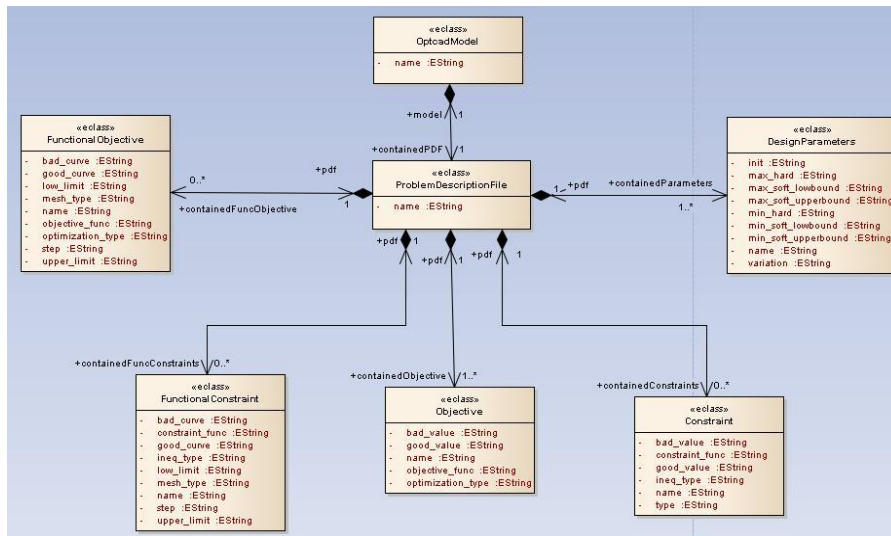 «eclass»
OptcadModel
- name :EString
+model 1
+containedPDF 1
«eclass»
FunctionalObjective
- bad_curve :EString
- good_curve :EString
- low_limit :EString
- mesh_type :EString
- name :EString
- objective_func :EString
- optimization_type :EString
- step :EString
- upper_limit :EString
0..*
+containedFuncObjective
+pdf
1
«eclass»
ProblemDescriptionFile
- name :EString
1
+pdf
+containedParameters
1..*
«eclass»
DesignParameters
- init :EString
- max_hard :EString
- max_soft_lowbound :EString
- max_soft_upperbound :EString
- min_hard :EString
- min_soft_lowbound :EString
- min_soft_upperbound :EString
- name :EString
- variation :EString
+pdf 1
+pdf 1
+pdf 1
+containedFuncConstraints 0..*
«eclass»
FunctionalConstraint
- bad_curve :EString
- constraint_func :EString
- good_curve :EString
- ineq_type :EString
- low_limit :EString
- mesh_type :EString
- name :EString
- step :EString
- upper_limit :EString
+containedObjective 1..*
«eclass»
Objective
- bad_value :EString
- good_value :EString
- name :EString
- objective_func :EString
- optimization_type :EString
+containedConstraints 0..*
«eclass»
Constraint
- bad_value :EString
- constraint_func :EString
- good_value :EString
- ineq_type :EString
- name :EString
- type :EString